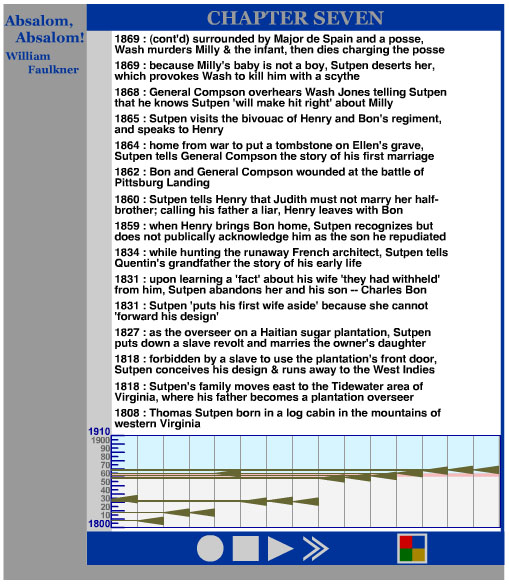 Absalom,
Absalom!
William
Faulkner
CHAPTER SEVEN
1869 : (cont'd) surrounded by Major de Spain and a posse,
Wash murders Milly & the infant, then dies charging the posse
1869 : because Milly's baby is not a boy, Sutpen deserts her,
which provokes Wash to kill him with a scythe
1868 : General Compson overhears Wash Jones telling Sutpen
that he knows Sutpen 'will make hit right' about Milly
1865 : Sutpen visits the bivouac of Henry and Bon's regiment,
and speaks to Henry
1864 : home from war to put a tombstone on Ellen's grave,
Sutpen tells General Compson the story of his first marriage
1862 : Bon and General Compson wounded at the battle of
Pittsburg Landing
1860 : Sutpen tells Henry that Judith must not marry her half-
brother; calling his father a liar, Henry leaves with Bon
1859 : when Henry brings Bon home, Sutpen recognizes but
does not publically acknowledge him as the son he repudiated
1834 : while hunting the runaway French architect, Sutpen tells
Quentin's grandfather the story of his early life
1831 : upon learning a 'fact' about his wife 'they had withheld'
from him, Sutpen abandons her and his son -- Charles Bon
1831 : Sutpen 'puts his first wife aside' because she cannot
'forward his design'
1827 : as the overseer on a Haitian sugar plantation, Sutpen
puts down a slave revolt and marries the owner's daughter
1818 : forbidden by a slave to use the plantation's front door,
Sutpen conceives his design & runs away to the West Indies
1818 : Sutpen's family moves east to the Tidewater area of
Virginia, where his father becomes a plantation overseer
1808 : Thomas Sutpen born in a log cabin in the mountains of
western Virginia
1910
1900
90
80
70
60
50
40
30
20
10
1800